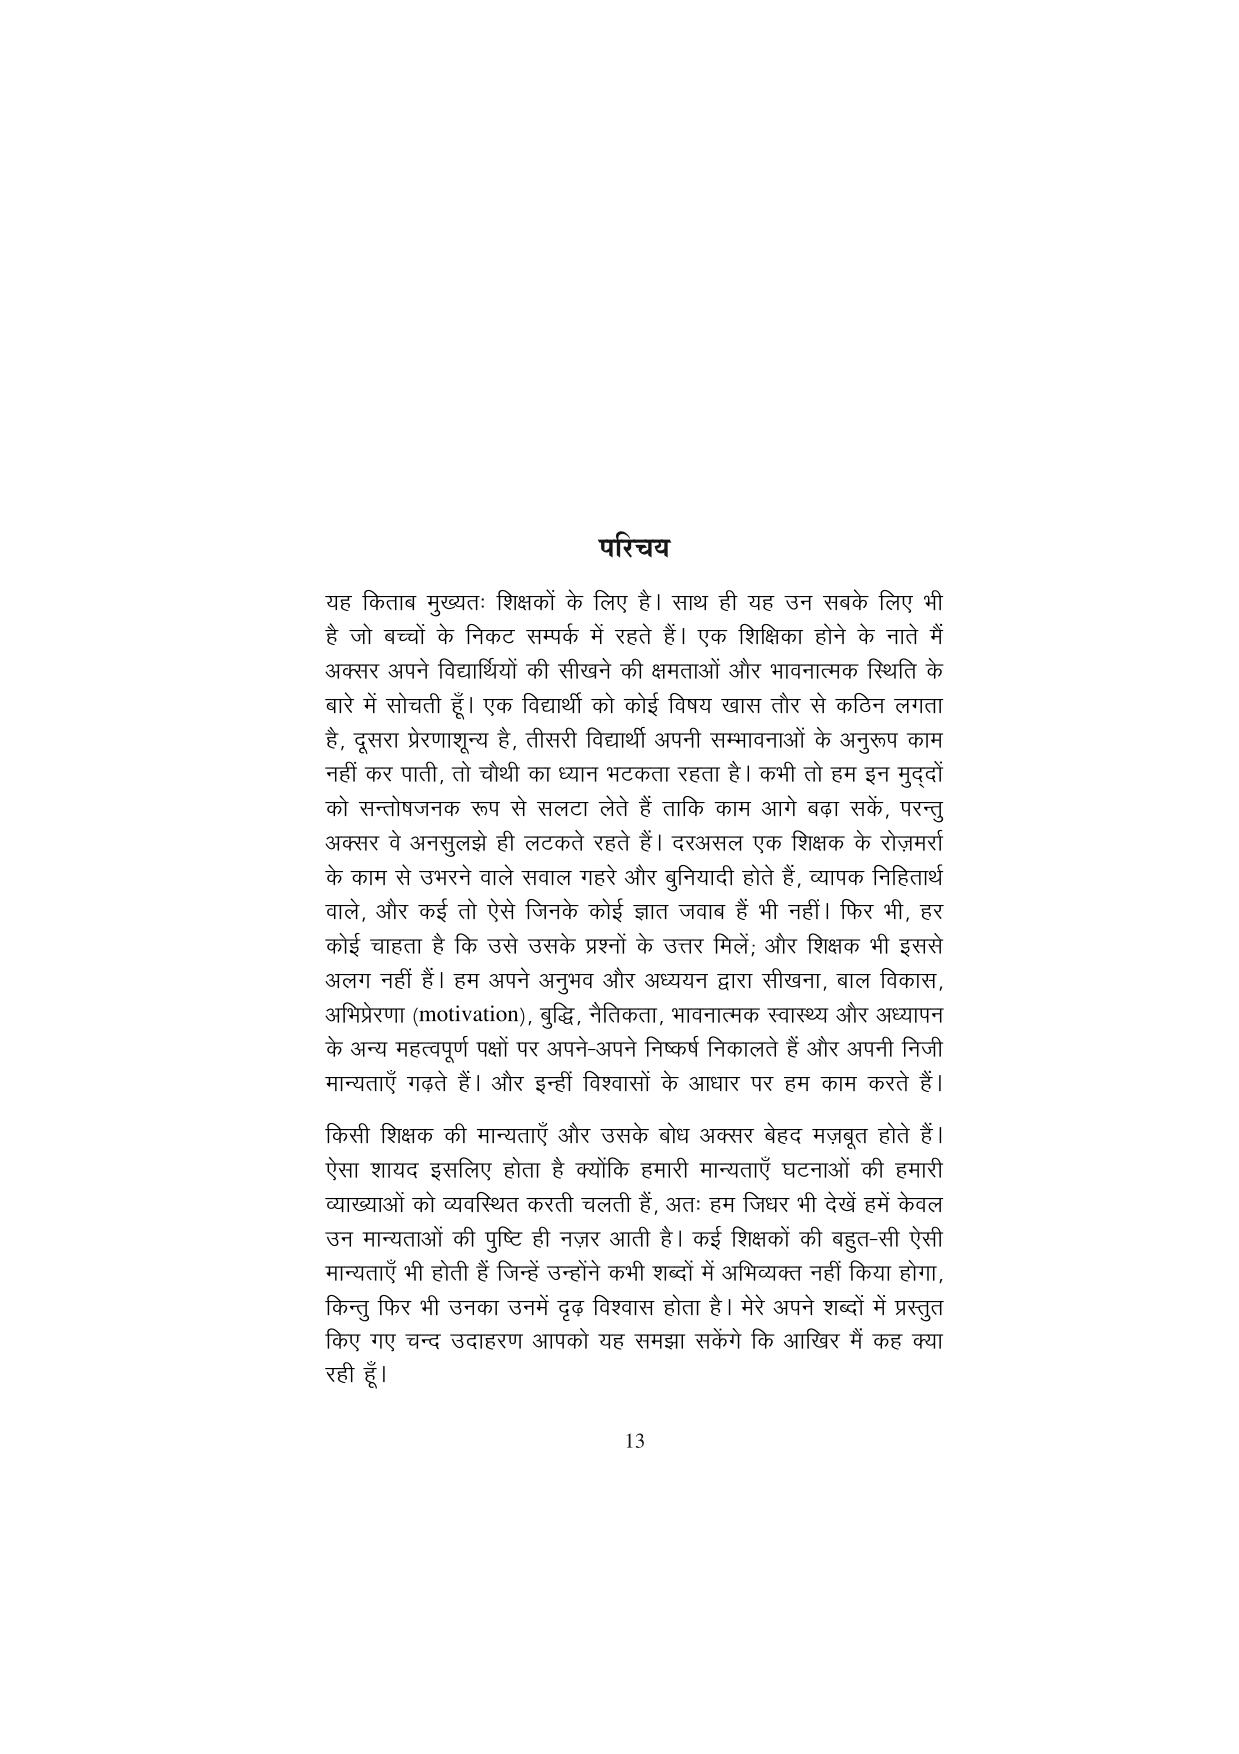 परिचय
यह किताब मुख्यतः शिक्षकों के लिए है। साथ ही यह उन सबके लिए भी
है जो बच्चों के निकट सम्पर्क में रहते हैं। एक शिक्षिका होने के नाते मैं
अक्सर अपने विद्यार्थियों की सीखने की क्षमताओं और भावनात्मक स्थिति के
बारे में सोचती हूँ। एक विद्यार्थी को कोई विषय खास तौर से कठिन लगता
है, दूसरा प्रेरणाशून्य है, तीसरी विद्यार्थी अपनी सम्भावनाओं के अनुरूप काम
नहीं कर पाती, तो चौथी का ध्यान भटकता रहता है। कभी तो हम इन मुद्दों
को सन्तोषजनक रूप से सलटा लेते हैं ताकि काम आगे बढ़ा सकें, परन्तु
अक्सर वे अनसुलझे ही लटकते रहते हैं। दरअसल एक शिक्षक के रोज़मर्रा
के काम से उभरने वाले सवाल गहरे और बुनियादी होते हैं, व्यापक निहितार्थ
वाले, और कई तो ऐसे जिनके कोई ज्ञात जवाब हैं भी नहीं। फिर भी, हर
कोई चाहता है कि उसे उसके प्रश्नों के उत्तर मिलें; और शिक्षक भी इससे
अलग नहीं हैं। हम अपने अनुभव और अध्ययन द्वारा सीखना, बाल विकास,
अभिप्रेरणा (motivation), बुद्धि, नैतिकता, भावनात्मक स्वास्थ्य और अध्यापन
के अन्य महत्वपूर्ण पक्षों पर अपने-अपने निष्कर्ष निकालते हैं और अपनी निजी
मान्यताएँ गढ़ते हैं। और इन्हीं विश्वासों के आधार पर हम काम करते हैं।
किसी शिक्षक की मान्यताएँ और उसके बोध अक्सर बेहद मज़बूत होते हैं।
ऐसा शायद इसलिए होता है क्योंकि हमारी मान्यताएँ घटनाओं की हमारी
व्याख्याओं को व्यवस्थित करती चलती हैं, अतः हम जिधर भी देखें हमें केवल
उन मान्यताओं की पुष्टि ही नज़र आती है। कई शिक्षकों की बहुत-सी ऐसी
मान्यताएँ भी होती हैं जिन्हें उन्होंने कभी शब्दों में अभिव्यक्त नहीं किया होगा,
किन्तु फिर भी उनका उनमें दृढ़ विश्वास होता है। मेरे अपने शब्दों में प्रस्तुत
किए गए चन्द उदाहरण आपको यह समझा सकेंगे कि आखिर मैं कह क्या
रही हूँ।
13